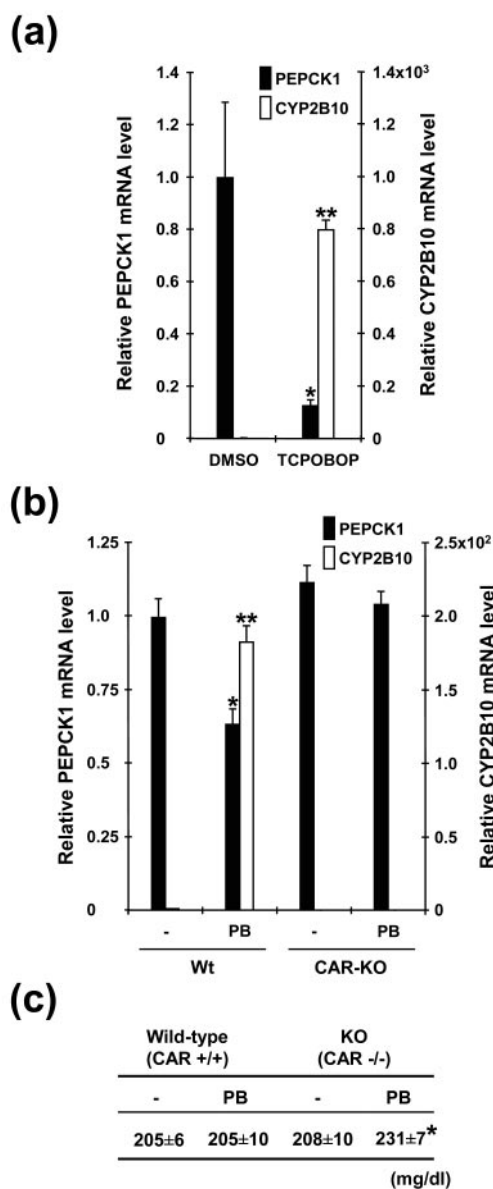 (a)
PEPCK1
CYP2B10
1.4
1.2
1.0
0.8
0.6
0.4
0.2
0
1.4x10³
1.2
1.0
0.8
0.6
0.4
0.2
0
Relative PEPCK1 mRNA level
Relative CYP2B10 mRNA level
*
**
DMSO
TCPOBOP
(b)
PEPCK1
CYP2B10
1.25
1.0
0.75
0.5
0.25
0
2.5x10²
2.0
1.5
1.0
0.5
0
Relative PEPCK1 mRNA level
Relative CYP2B10 mRNA level
*
**
- PB - PB
Wt CAR-KO
(c)
Wild-type KO
(CAR +/+) (CAR -/-)
- PB - PB
205±6 205±10 208±10 231±7*
(mg/dl)